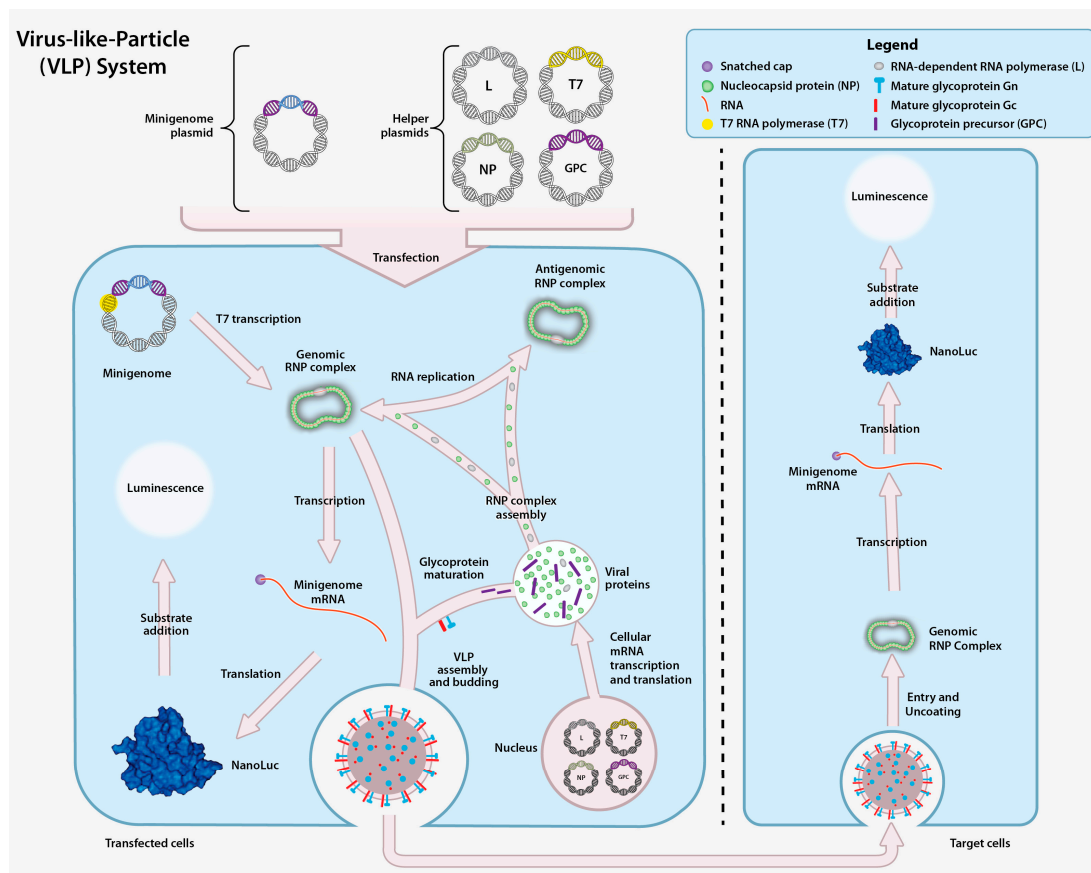 Virus-like-Particle
(VLP) System
Minigenome
plasmid
Helper
plasmids
L
T7
NP
GPC
Legend
Snatched cap
Nucleocapsid protein (NP)
RNA
T7 RNA polymerase (T7)
RNA-dependent RNA polymerase (L)
Mature glycoprotein Gn
Mature glycoprotein Gc
Glycoprotein precursor (GPC)
Transfection
Minigenome
T7 transcription
Genomic
RNP complex
Antigenomic
RNP complex
RNA replication
Luminescence
Transcription
RNP complex
assembly
Glycoprotein
maturation
Viral
proteins
Minigenome
mRNA
Substrate
addition
Translation
VLP
assembly
and budding
Cellular
mRNA
transcription
and translation
NanoLuc
Nucleus
L
T7
NP
GPC
Transfected cells
Luminescence
Substrate
addition
NanoLuc
Translation
Minigenome
mRNA
Transcription
Genomic
RNP Complex
Entry and
Uncoating
Target cells